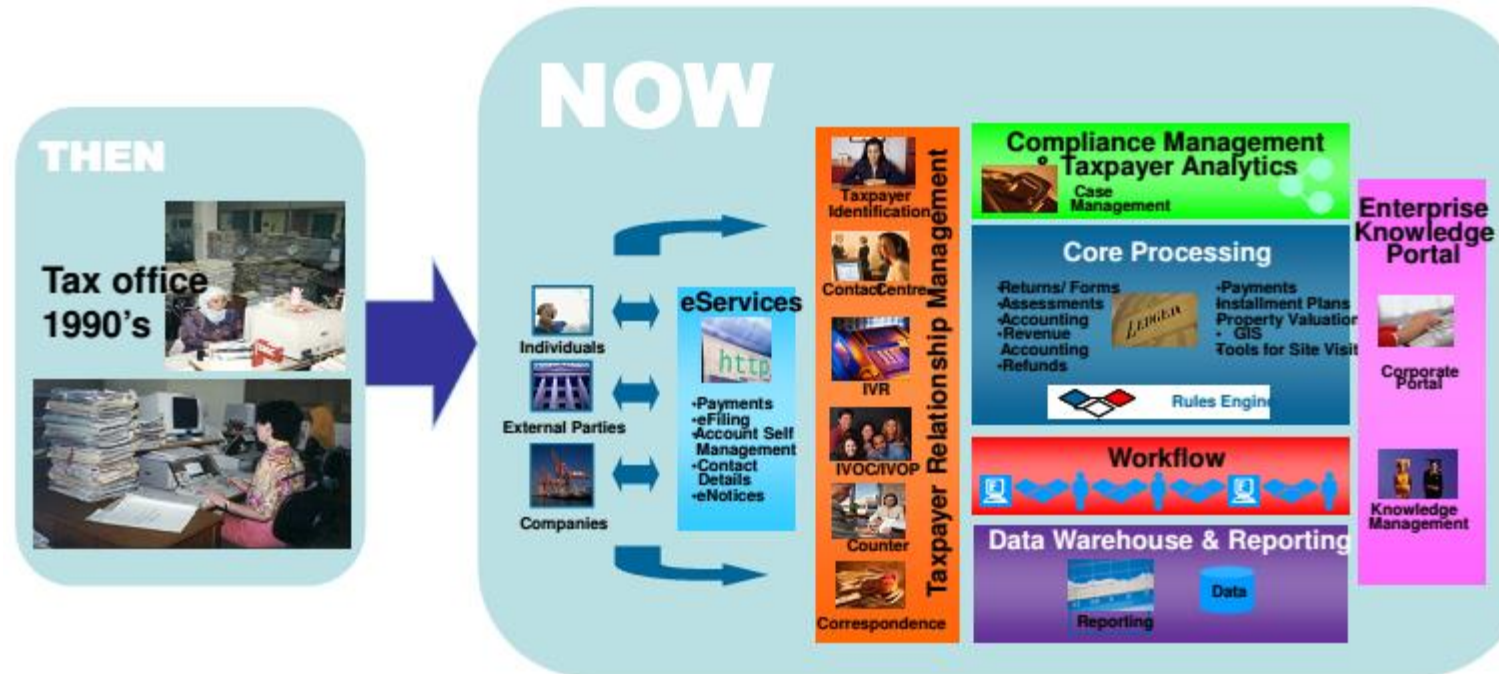 THEN
Tax office
1990's
NOW
Individuals
External Parties
Companies
eServices
http
•Payments
•eFiling
•Account Self
Management
•Contact
Details
•eNotices
Taxpayer
Identification
Contact Centre
IVR
IVOC/IVOP
Counter
Correspondence
Taxpayer Relationship Management
Compliance Management
• Taxpayer Analytics
Case
Management
Core Processing
•Returns/ Forms
•Assessments
•Accounting
•Revenue
Accounting
•Refunds
LEDGER
•Payments
•Installment Plans
•Property Valuation
• GIS
•Tools for Site Visit
Rules Engine
Workflow
Data Warehouse & Reporting
Reporting
Data
Enterprise
Knowledge
Portal
Corporate
Portal
Knowledge
Management